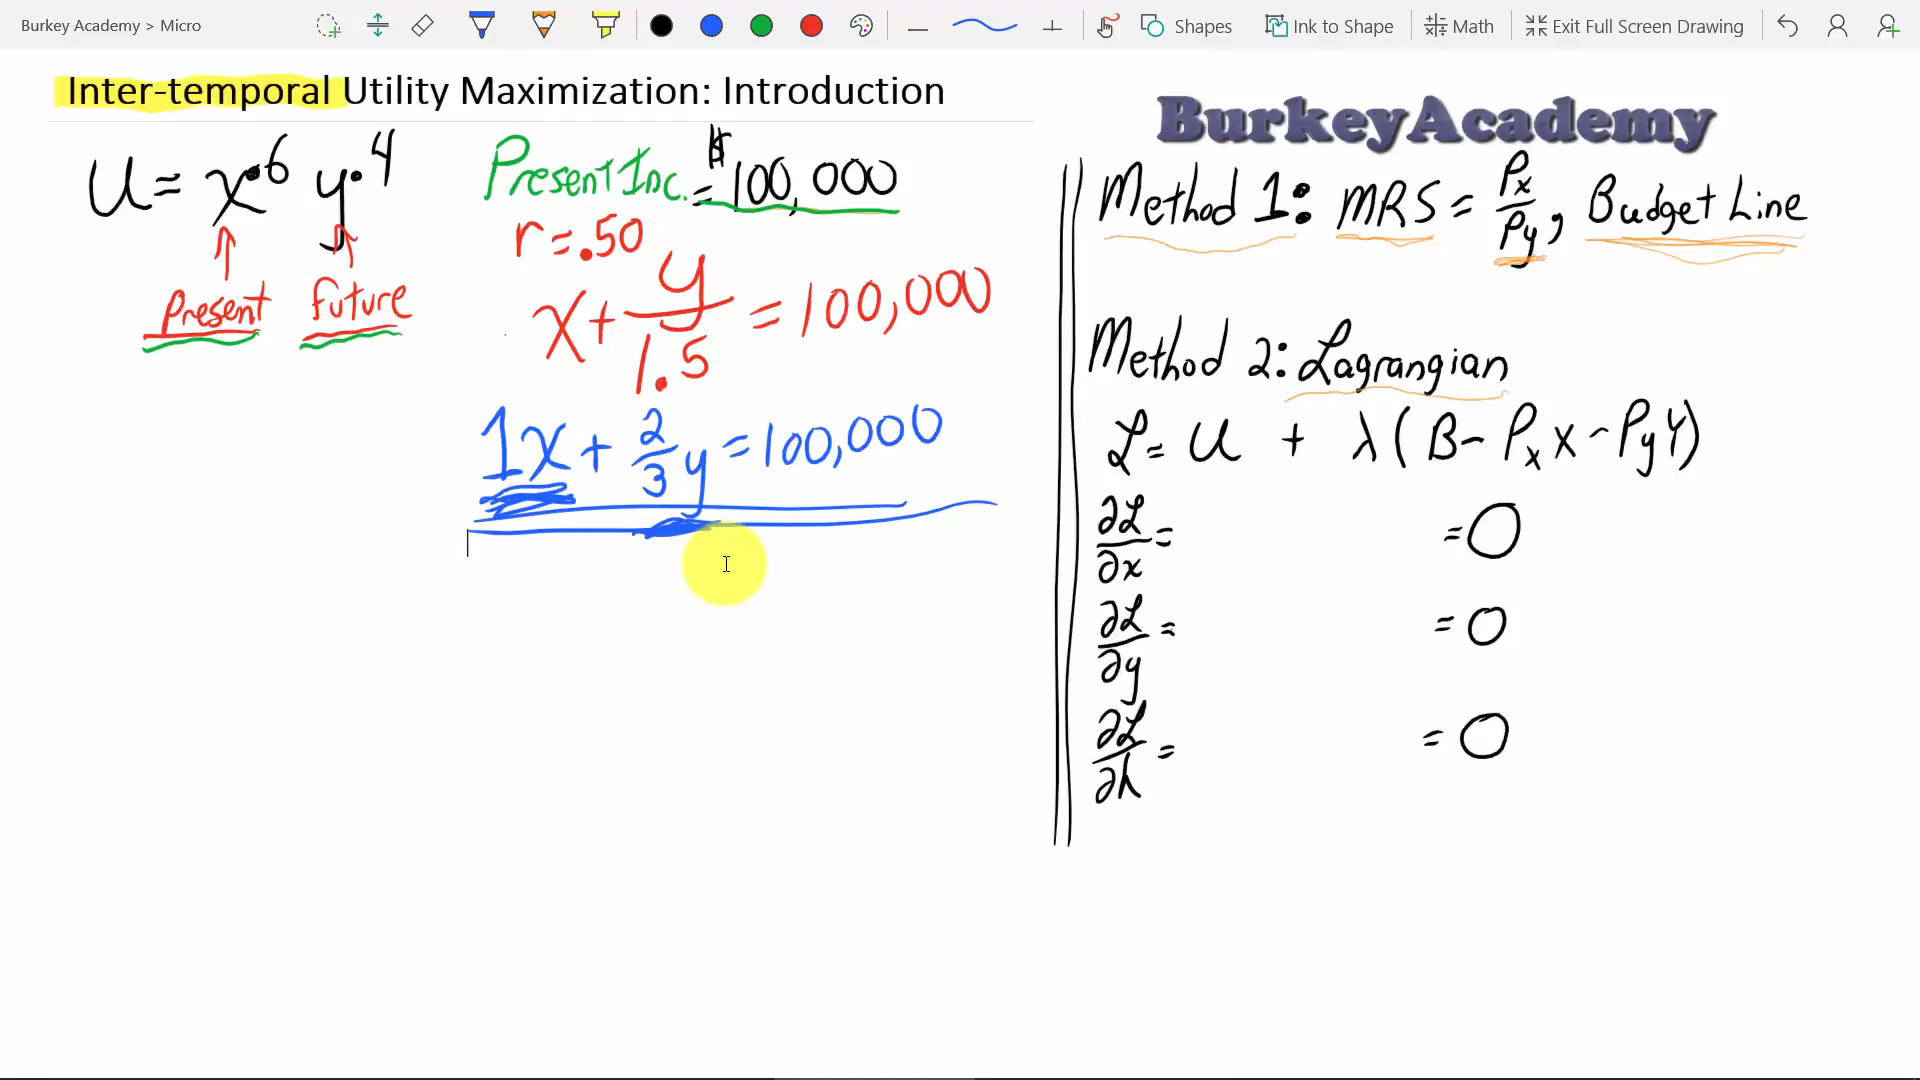 Burkey Academy > Micro
Shapes
Ink to Shape
Math
Exit Full Screen Drawing
Inter-temporal Utility Maximization: Introduction
U = x^.6 y^.4
Present
future
Present Inc. = $100,000
r = .50
x + y/1.5 = 100,000
1x + 2/3 y = 100,000
BurkeyAcademy
Method 1: MRS = Px/Py, Budget Line
Method 2: Lagrangian
ℒ = U + λ(B - Pxx - PyY)
∂ℒ/∂x = = 0
∂ℒ/∂y = = 0
∂ℒ/∂λ = = 0